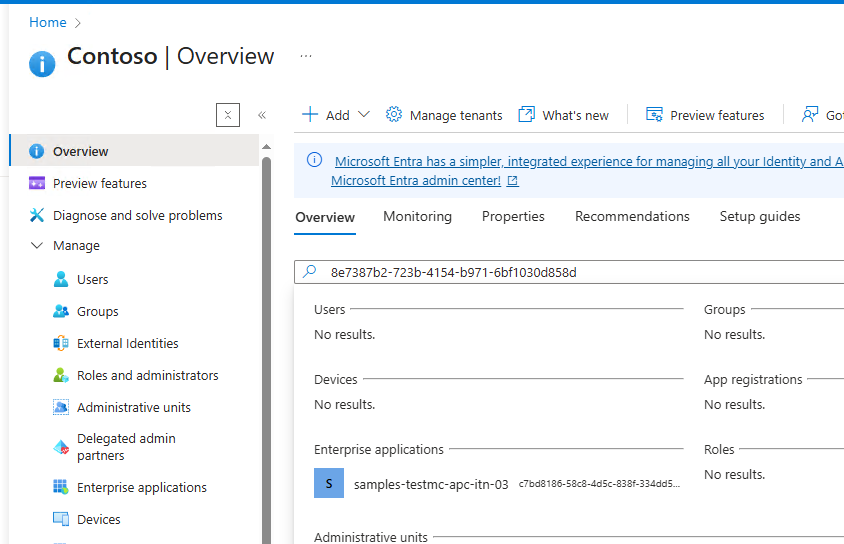 Home
Contoso | Overview
Add
Manage tenants
What's new
Preview features
Got
Microsoft Entra has a simpler, integrated experience for managing all your Identity and A
Microsoft Entra admin center!
Overview
Preview features
Diagnose and solve problems
Manage
Users
Groups
External Identities
Roles and administrators
Administrative units
Delegated admin
partners
Enterprise applications
Devices
Overview
Monitoring
Properties
Recommendations
Setup guides
8e7387b2-723b-4154-b971-6bf1030d858d
Users
No results.
Groups
No results.
Devices
No results.
App registrations
No results.
Enterprise applications
S
samples-testmc-apc-itn-03
c7bd8186-58c8-4d5c-838f-334dd5...
Roles
No results.
Administrative units